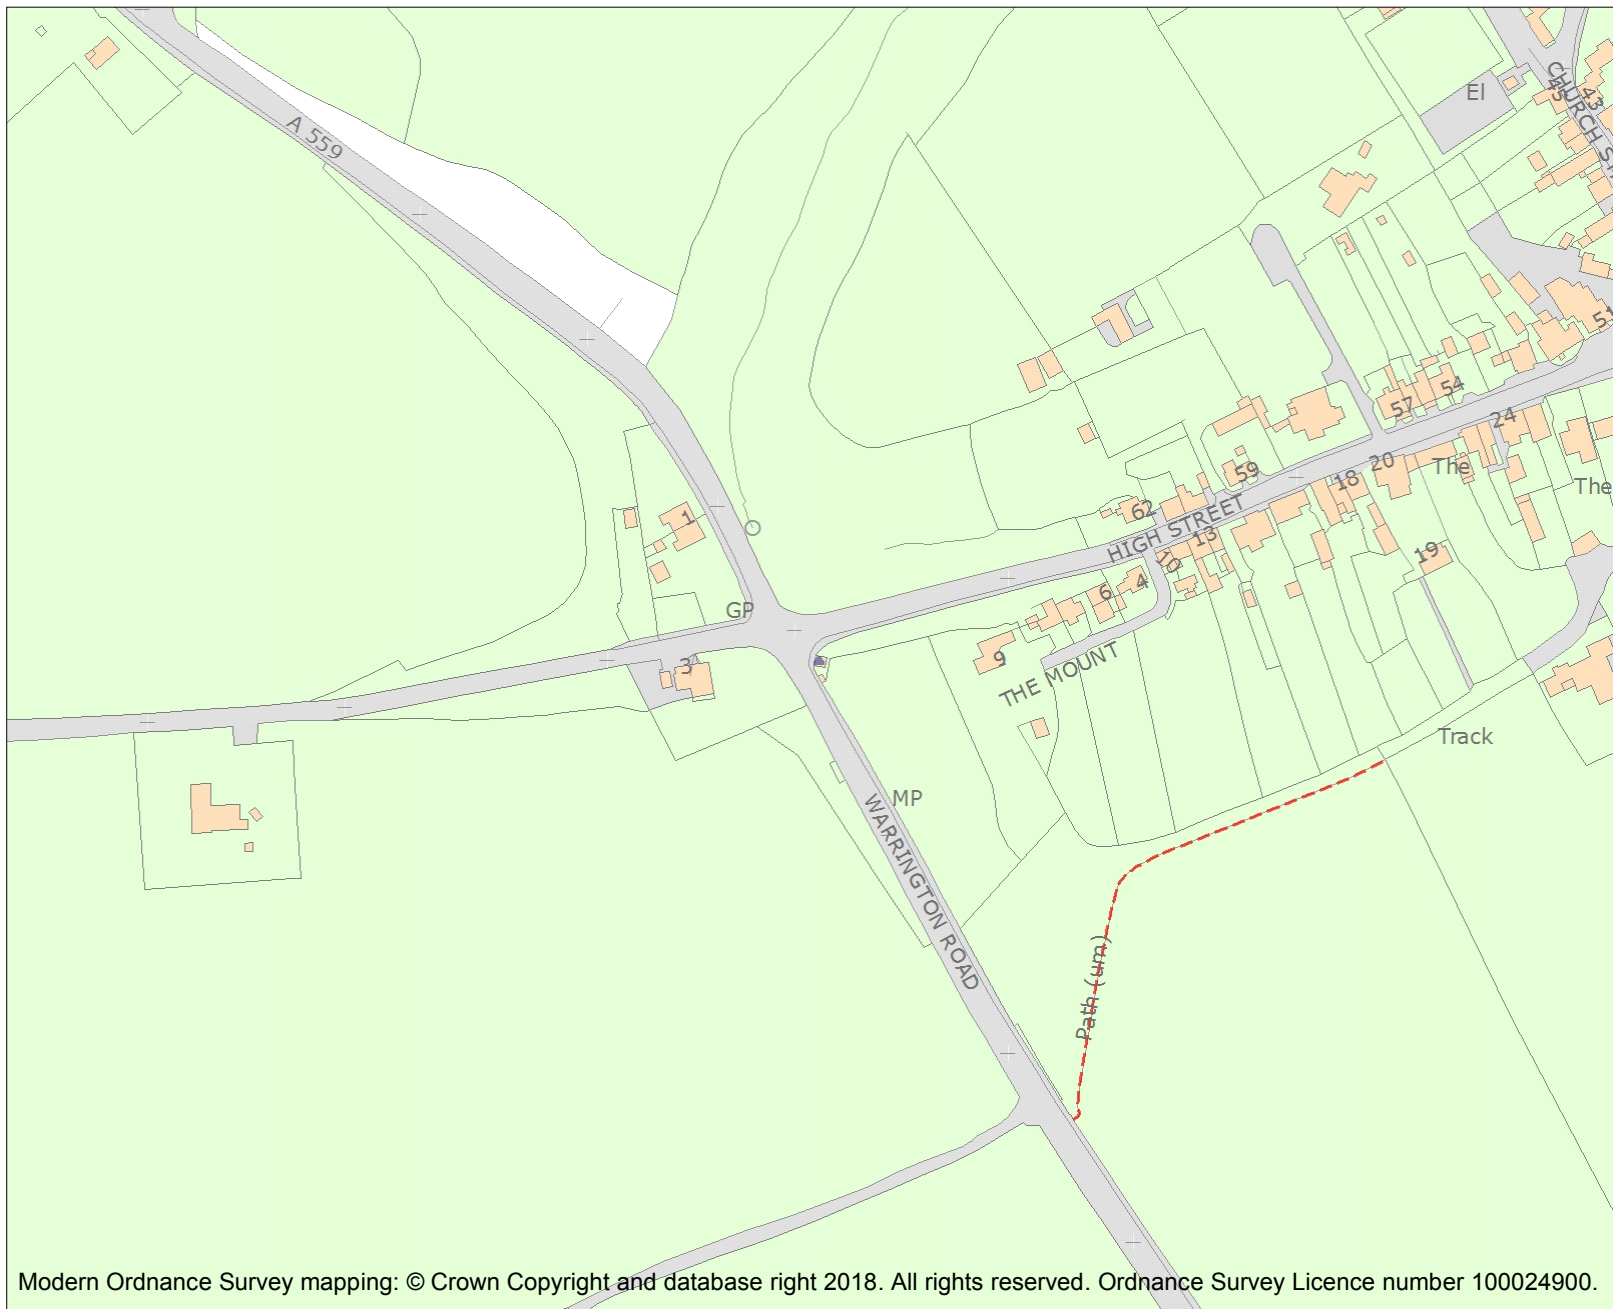 El
CHURCH
45
43
A 559
51
54
57
24
59
20
The
18
The
62
HIGH STREET
1
13
19
10
GP
6
4
3
9
THE MOUNT
Track
MP
WARRINGTON ROAD
Path (um)
Modern Ordnance Survey mapping: © Crown Copyright and database right 2018. All rights reserved. Ordnance Survey Licence number 100024900.